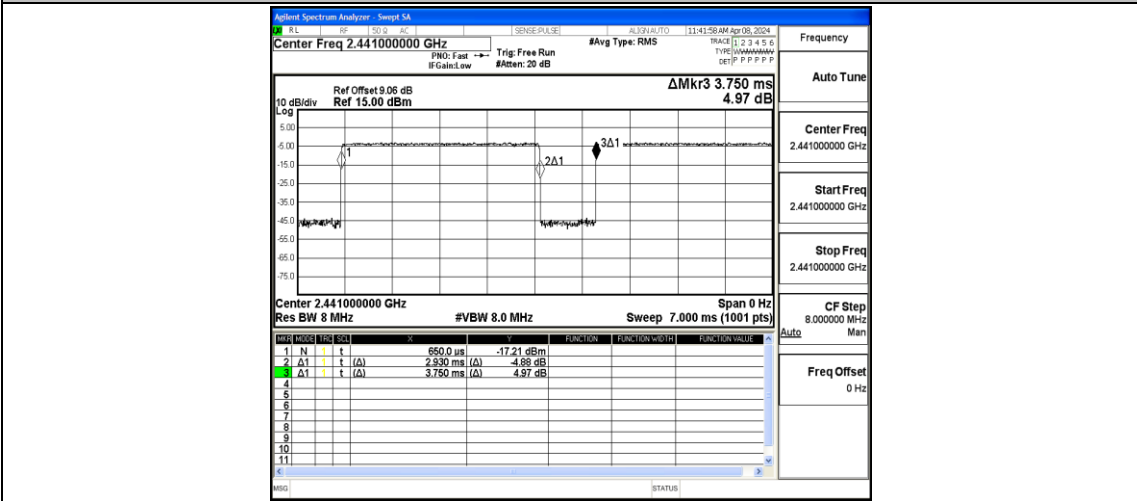 Agilent Spectrum Analyzer - Swept SA
RL RF 50 Ω AC SENSE:PULSE ALIGN AUTO 11:41:58 AM Apr 08, 2024
Center Freq 2.441000000 GHz #Avg Type: RMS TRACE 1 2 3 4 5 6
PNO: Fast Trig: Free Run TYPE WWWWWW
IFGain:Low #Atten: 20 dB DET P P P P P P
Frequency
Auto Tune
ΔMkr3 3.750 ms
4.97 dB
Ref Offset 9.06 dB
10 dB/div Ref 15.00 dBm
Log
5.00
-5.00
-15.0
-25.0
-35.0
-45.0
-55.0
-65.0
-75.0
1
2Δ1
3Δ1
Center Freq
2.441000000 GHz
Start Freq
2.441000000 GHz
Stop Freq
2.441000000 GHz
CF Step
8.000000 MHz
Auto Man
Freq Offset
0 Hz
Center 2.441000000 GHz Span 0 Hz
Res BW 8 MHz #VBW 8.0 MHz Sweep 7.000 ms (1001 pts)
MKR MODE TRC SCL X Y FUNCTION FUNCTION WIDTH FUNCTION VALUE
1 N 1 t 650.0 µs -17.21 dBm
2 Δ1 1 t (Δ) 2.930 ms (Δ) -4.88 dB
3 Δ1 1 t (Δ) 3.750 ms (Δ) 4.97 dB
4
5
6
7
8
9
10
11
MSG STATUS